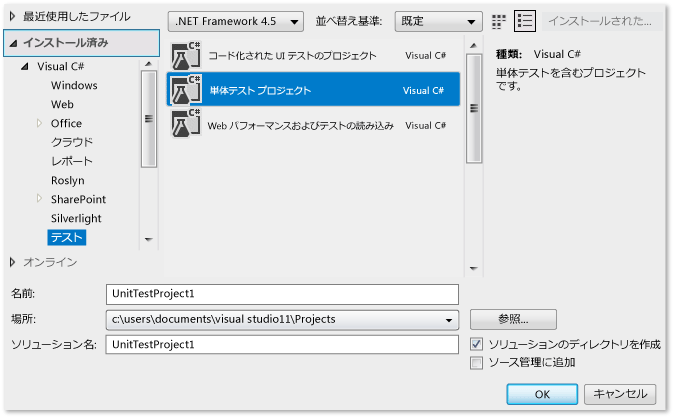 最近使用したファイル
.NET Framework 4.5
並べ替え基準:
既定
インストールされた...
インストール済み
Visual C#
Windows
Web
Office
クラウド
レポート
Roslyn
SharePoint
Silverlight
テスト
オンライン
C#
コード化された UI テストのプロジェクト
Visual C#
C#
単体テスト プロジェクト
Visual C#
C#
Web パフォーマンスおよびテストの読み込み
Visual C#
種類: Visual C#
単体テストを含むプロジェクト
です。
名前:
UnitTestProject1
場所:
c:\users\documents\visual studio11\Projects
参照...
ソリューション名:
UnitTestProject1
ソリューションのディレクトリを作成
ソース管理に追加
OK
キャンセル